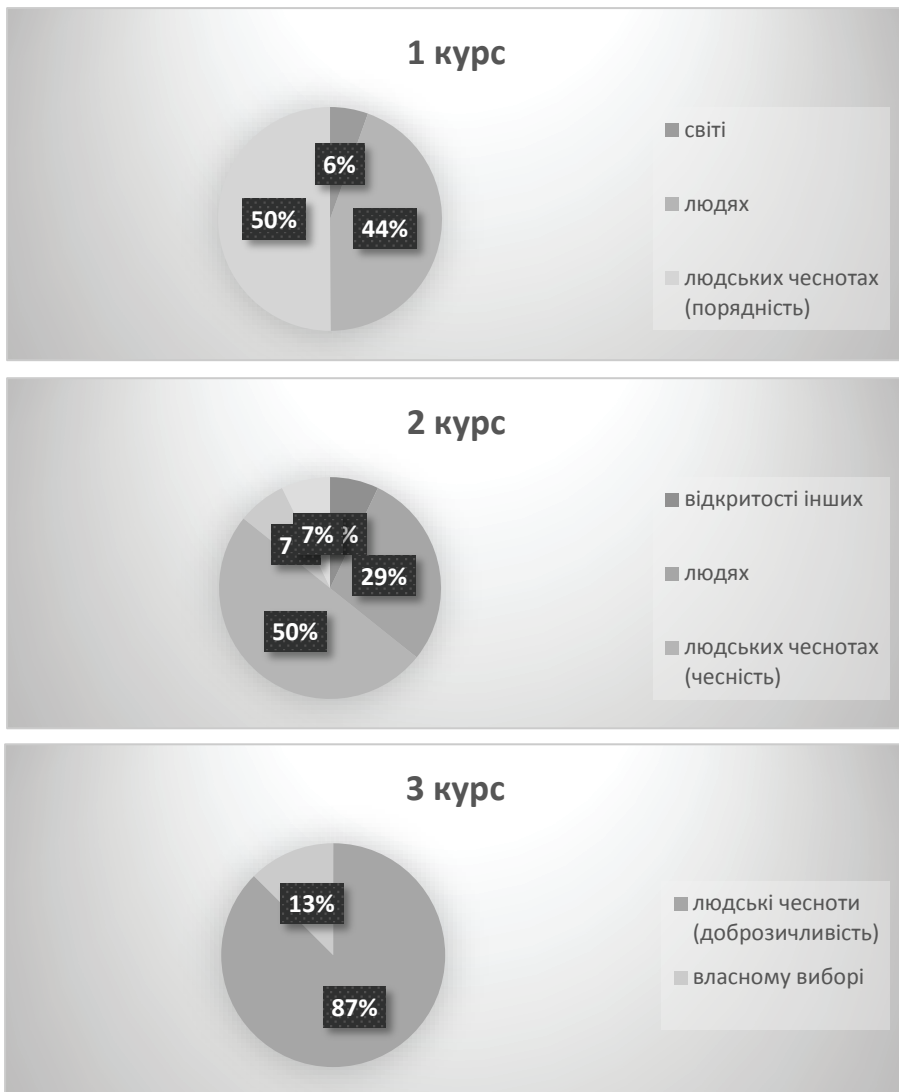 1 курс
6%
50%
44%
світі
людях
людських чеснотах
(порядність)
2 курс
7%
%
7
29%
50%
відкритості інших
людях
людських чеснотах
(чесність)
3 курс
13%
87%
людські чесноти
(доброзичливість)
власному виборі